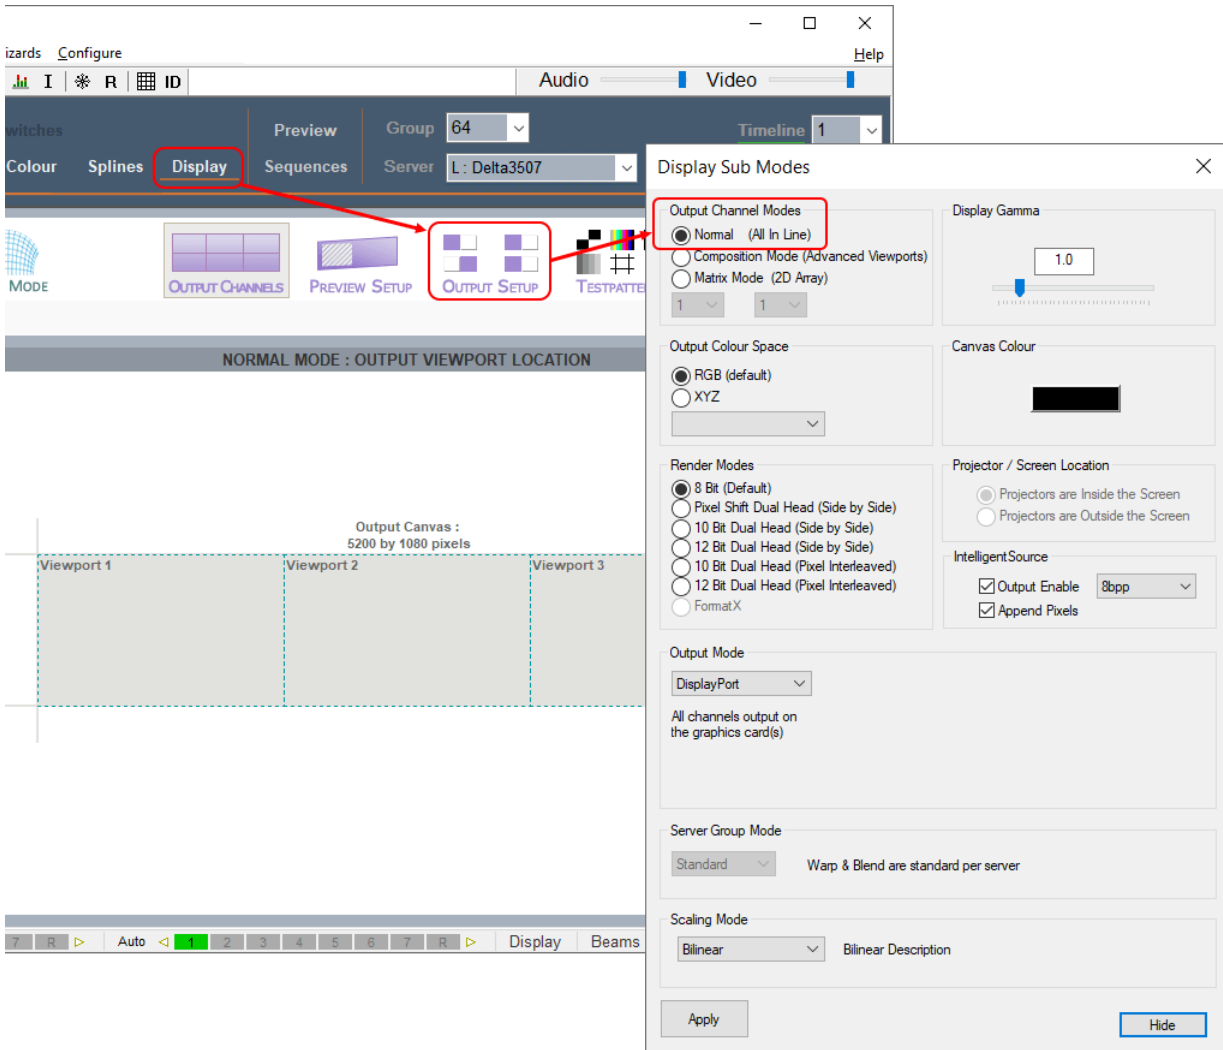 izards Configure
Help
I R ID
Audio Video
witches
Preview Group 64
Timeline 1
Colour Splines Display Sequences Server L : Delta3507
MODE
OUTPUT CHANNELS
PREVIEW SETUP
OUTPUT SETUP
TESTPATTE
NORMAL MODE : OUTPUT VIEWPORT LOCATION
Output Canvas :
5200 by 1080 pixels
Viewport 1
Viewport 2
Viewport 3
7 R Auto 1 2 3 4 5 6 7 R Display Beams
Display Sub Modes
Output Channel Modes
Normal (All In Line)
Composition Mode (Advanced Viewports)
Matrix Mode (2D Array)
1 1
Display Gamma
1.0
Output Colour Space
RGB (default)
XYZ
Canvas Colour
Render Modes
8 Bit (Default)
Pixel Shift Dual Head (Side by Side)
10 Bit Dual Head (Side by Side)
12 Bit Dual Head (Side by Side)
10 Bit Dual Head (Pixel Interleaved)
12 Bit Dual Head (Pixel Interleaved)
FormatX
Projector / Screen Location
Projectors are Inside the Screen
Projectors are Outside the Screen
IntelligentSource
Output Enable 8bpp
Append Pixels
Output Mode
DisplayPort
All channels output on
the graphics card(s)
Server Group Mode
Standard Warp & Blend are standard per server
Scaling Mode
Bilinear Bilinear Description
Apply
Hide